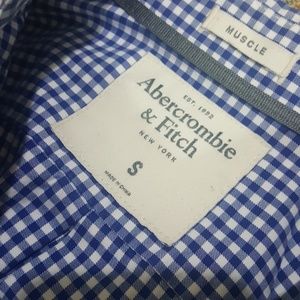 MUSCLE
EST. 1892
Abercrombie
& Fitch
NEW YORK
S
MADE IN CHINA